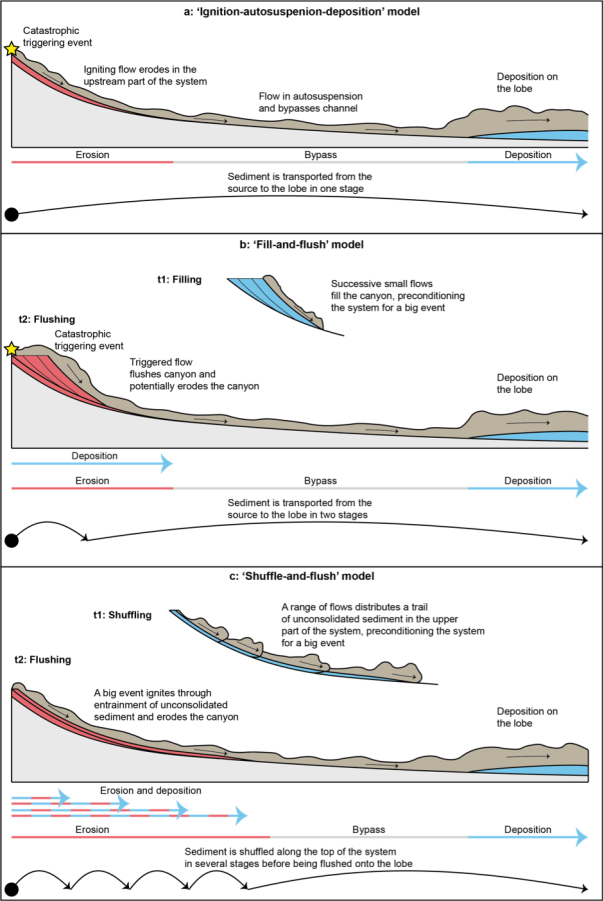 a: 'Ignition-autosuspenion-deposition' model
Catastrophic
triggering event
Igniting flow erodes in the
upstream part of the system
Flow in autosuspension
and bypasses channel
Deposition on
the lobe
Erosion
Bypass
Deposition
Sediment is transported from the
source to the lobe in one stage
b: 'Fill-and-flush' model
t1: Filling
Successive small flows
fill the canyon, preconditioning
the system for a big event
t2: Flushing
Catastrophic
triggering event
Triggered flow
flushes canyon and
potentially erodes the canyon
Deposition on
the lobe
Deposition
Erosion
Bypass
Deposition
Sediment is transported from the
source to the lobe in two stages
c: 'Shuffle-and-flush' model
t1: Shuffling
A range of flows distributes a trail
of unconsolidated sediment in the upper
part of the system, preconditioning the system
for a big event
t2: Flushing
A big event ignites through
entrainment of unconsolidated
sediment and erodes the canyon
Deposition on
the lobe
Erosion and deposition
Erosion
Bypass
Deposition
Sediment is shuffled along the top of the system
in several stages before being flushed onto the lobe